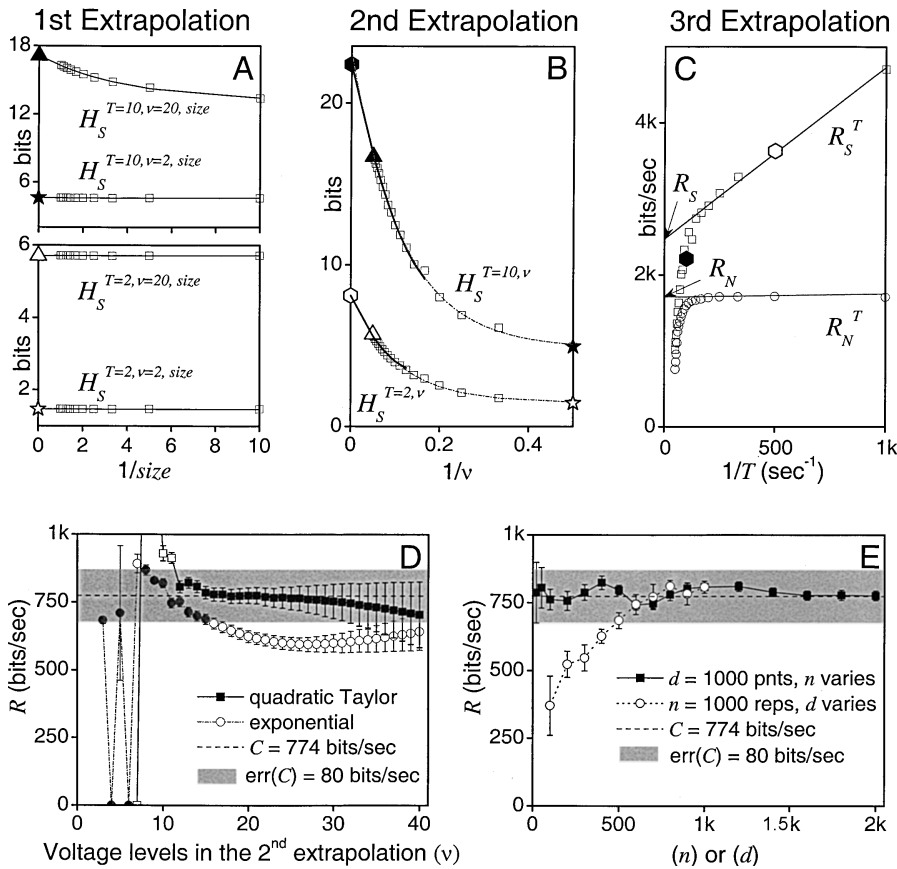 1st Extrapolation
2nd Extrapolation
3rd Extrapolation
A
bits
18
12
6
H_S^{T=10, ν=20, size}
H_S^{T=10, ν=2, size}
bits
6
4
2
H_S^{T=2, ν=20, size}
H_S^{T=2, ν=2, size}
0 2 4 6 8 10
1/size
B
bits
20
10
0
H_S^{T=10, ν}
H_S^{T=2, ν}
0 0.2 0.4
1/ν
C
bits/sec
4k
2k
0
R_S^T
R_S
R_N
R_N^T
0 500 1k
1/T (sec⁻¹)
D
R (bits/sec)
1k
750
500
250
0
quadratic Taylor
exponential
C = 774 bits/sec
err(C) = 80 bits/sec
0 10 20 30 40
Voltage levels in the 2nd extrapolation (ν)
E
R (bits/sec)
1k
750
500
250
0
d = 1000 pnts, n varies
n = 1000 reps, d varies
C = 774 bits/sec
err(C) = 80 bits/sec
0 500 1k 1.5k 2k
(n) or (d)